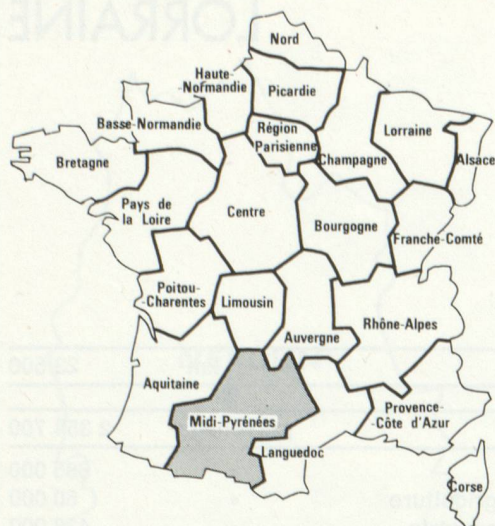 LORRAINE
Nord
Haute-
Normandie
Picardie
Basse-Normandie
Région
Parisienne
Lorraine
Champagne
Alsace
Bretagne
Pays de
la Loire
Centre
Bourgogne
Franche-Comté
Poitou-
Charentes
Limousin
Auvergne
Rhône-Alpes
Aquitaine
Midi-Pyrénées
Provence-
-Côte d'Azur
Languedoc
Corse